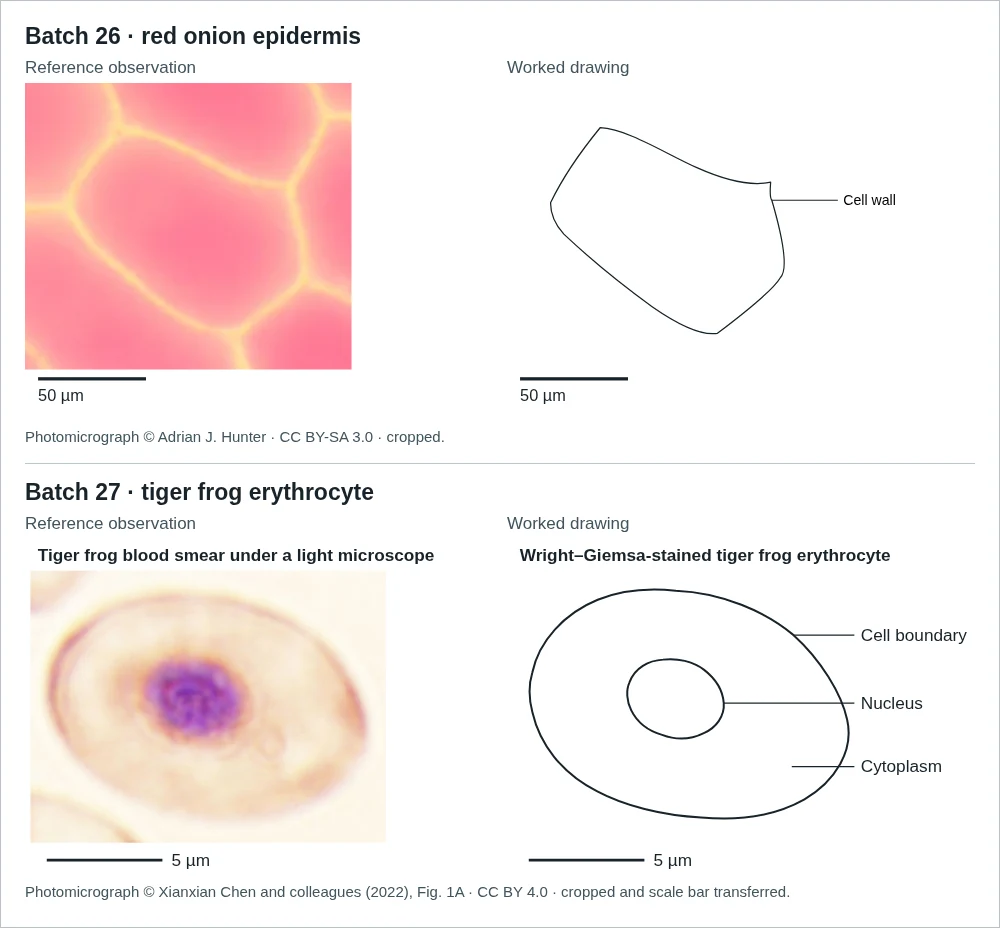 Batch 26 · red onion epidermis
Reference observation
Worked drawing
Cell wall
50 µm
50 µm
Photomicrograph © Adrian J. Hunter · CC BY-SA 3.0 · cropped.
Batch 27 · tiger frog erythrocyte
Reference observation
Worked drawing
Tiger frog blood smear under a light microscope
Wright–Giemsa-stained tiger frog erythrocyte
Cell boundary
Nucleus
Cytoplasm
5 µm
5 µm
Photomicrograph © Xianxian Chen and colleagues (2022), Fig. 1A · CC BY 4.0 · cropped and scale bar transferred.